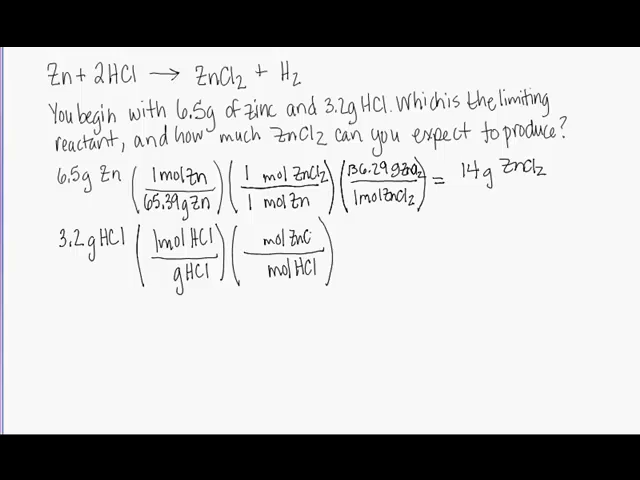 Zn + 2HCl → ZnCl2 + H2
You begin with 6.5g of zinc and 3.2g HCl. Which is the limiting
reactant, and how much ZnCl2 can you expect to produce?
6.5g Zn (1 mol Zn / 65.39g Zn) (1 mol ZnCl2 / 1 mol Zn) (136.29 g ZnCl2 / 1 mol ZnCl2) = 14g ZnCl2
3.2g HCl (1 mol HCl / g HCl) (mol ZnC / mol HCl)